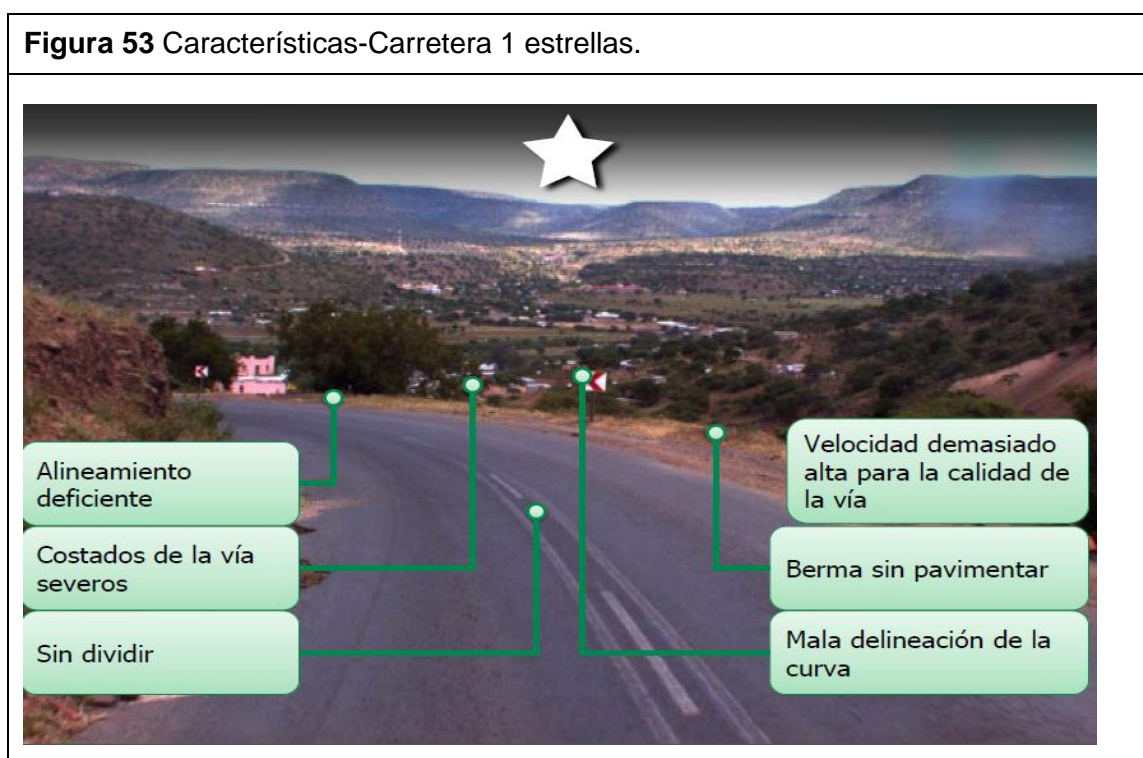 Figura 53 Características-Carretera 1 estrellas.
Alineamiento
deficiente
Costados de la vía
severos
Sin dividir
Velocidad demasiado
alta para la calidad de
la vía
Berma sin pavimentar
Mala delineación de la
curva